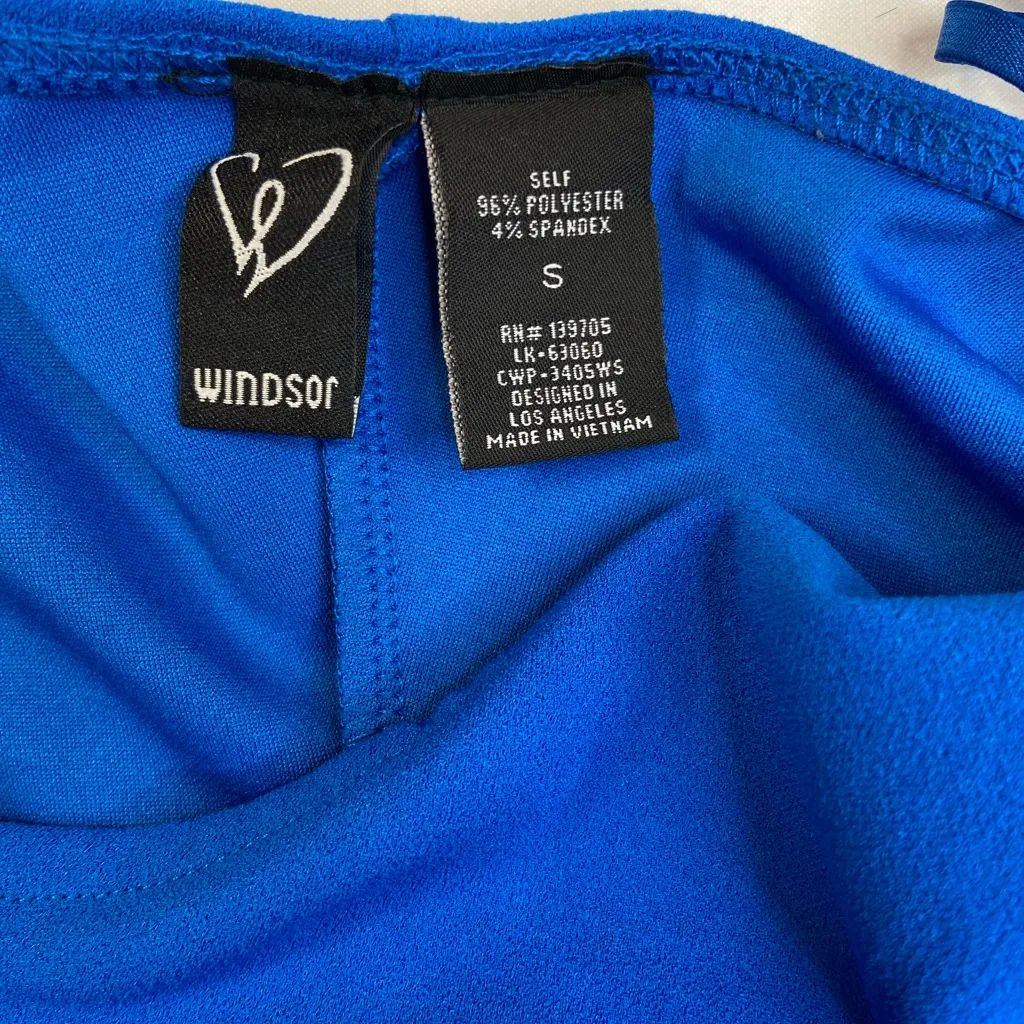 WINDSOR
SELF
96% POLYESTER
4% SPANDEX
S
RN# 139705
LK-63060
CWP-3405WS
DESIGNED IN
LOS ANGELES
MADE IN VIETNAM